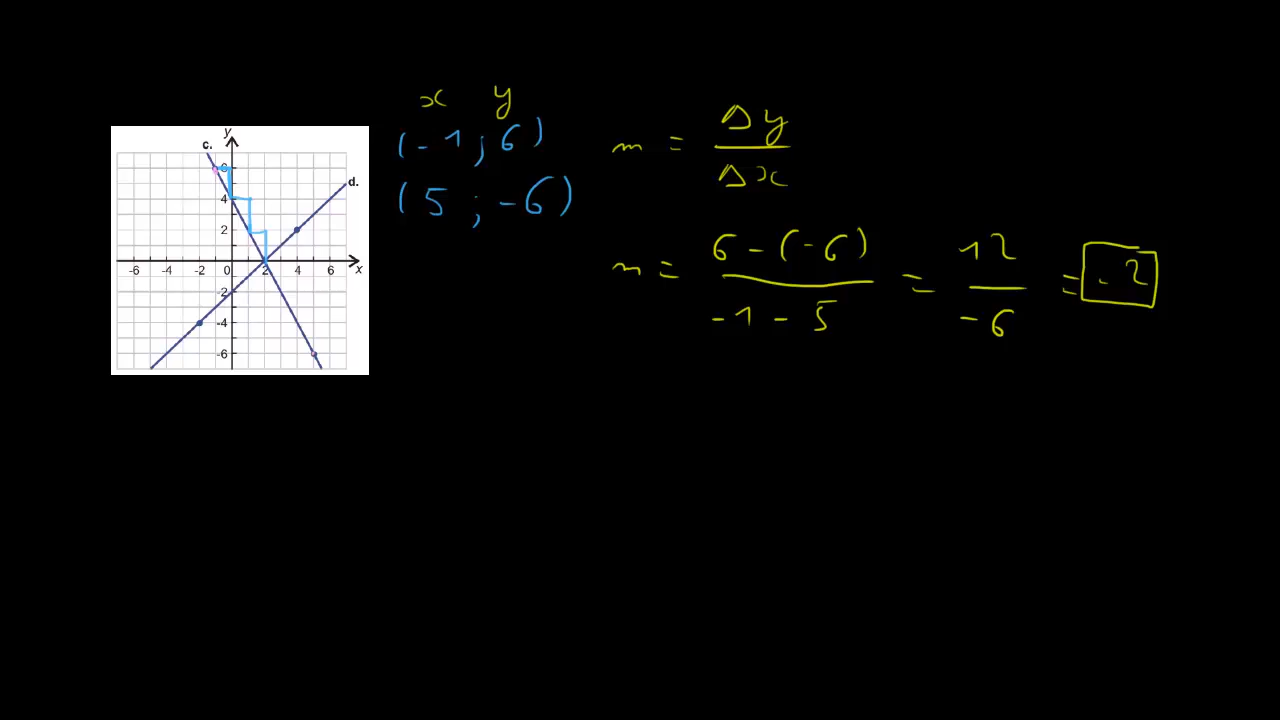 y
c.
d.
6
4
2
-6 -4 -2 0 2 4 6 x
-2
-4
-6
x y
(-1 ; 6)
(5 ; -6)
m = Δy / Δx
m = 6 - (-6) / -1 - 5 = 12 / -6 = -2